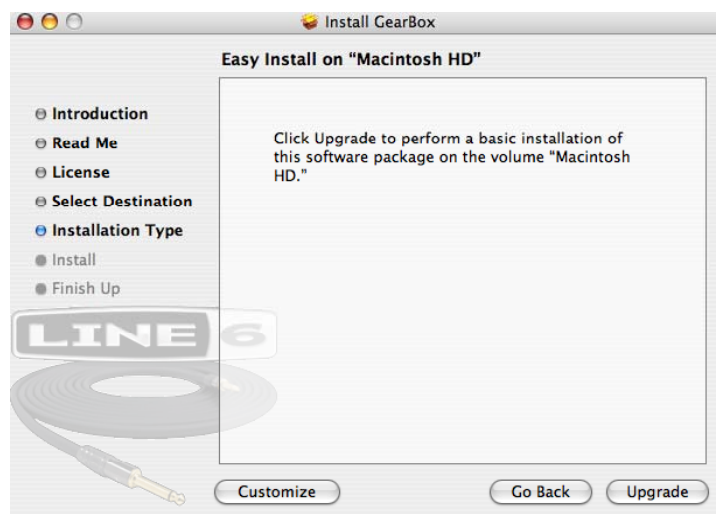 Install GearBox
Easy Install on “Macintosh HD”
Introduction
Read Me
License
Select Destination
Installation Type
Install
Finish Up
Click Upgrade to perform a basic installation of
this software package on the volume “Macintosh
HD.”
LINE 6
Customize
Go Back
Upgrade